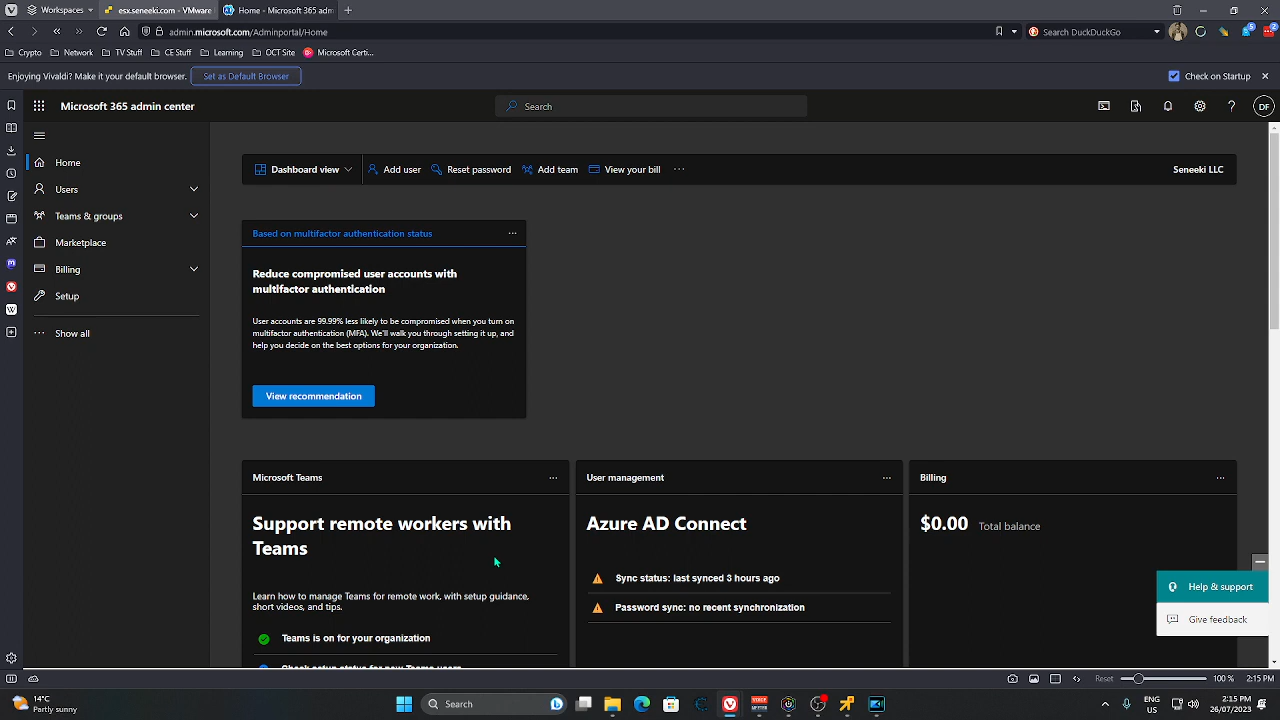 Workspaces
esx.seneeki.com - VMware
Home - Microsoft 365 adm
admin.microsoft.com/Adminportal/Home
Search DuckDuckGo
Crypto
Network
TV Stuff
CE Stuff
Learning
OCT Site
Microsoft Certi...
Enjoying Vivaldi? Make it your default browser.
Set as Default Browser
Check on Startup
Microsoft 365 admin center
Search
DF
Home
Users
Teams & groups
Marketplace
Billing
Setup
Show all
Dashboard view
Add user
Reset password
Add team
View your bill
Seneeki LLC
Based on multifactor authentication status
Reduce compromised user accounts with
multifactor authentication
User accounts are 99.99% less likely to be compromised when you turn on
multifactor authentication (MFA). We'll walk you through setting it up, and
help you decide on the best options for your organization.
View recommendation
Microsoft Teams
Support remote workers with
Teams
Learn how to manage Teams for remote work, with setup guidance,
short videos, and tips.
Teams is on for your organization
Check setup status for new Teams users
User management
Azure AD Connect
Sync status: last synced 3 hours ago
Password sync: no recent synchronization
Billing
$0.00 Total balance
Help & support
Give feedback
Reset
100 %
2:15 PM
14°C
Partly sunny
Search
ENG
US
2:15 PM
26/07/2023